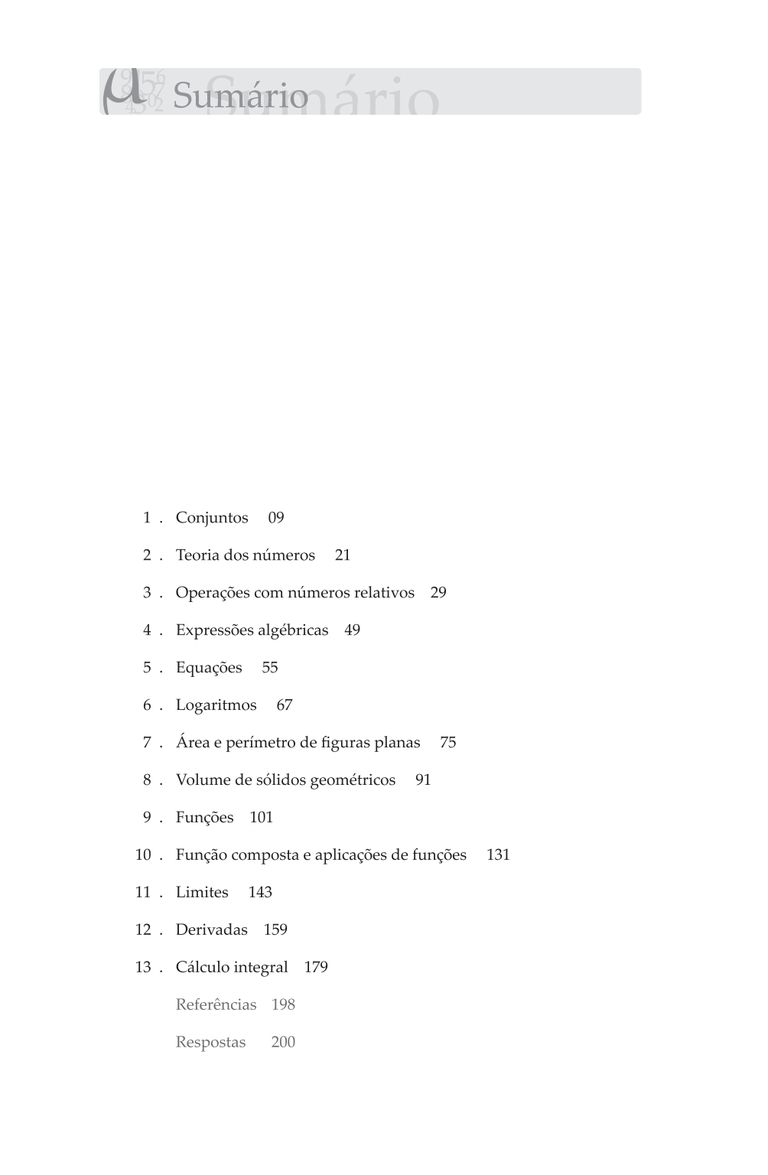 µ Sumário
1 . Conjuntos 09
2 . Teoria dos números 21
3 . Operações com números relativos 29
4 . Expressões algébricas 49
5 . Equações 55
6 . Logaritmos 67
7 . Área e perímetro de figuras planas 75
8 . Volume de sólidos geométricos 91
9 . Funções 101
10 . Função composta e aplicações de funções 131
11 . Limites 143
12 . Derivadas 159
13 . Cálculo integral 179
Referências 198
Respostas 200